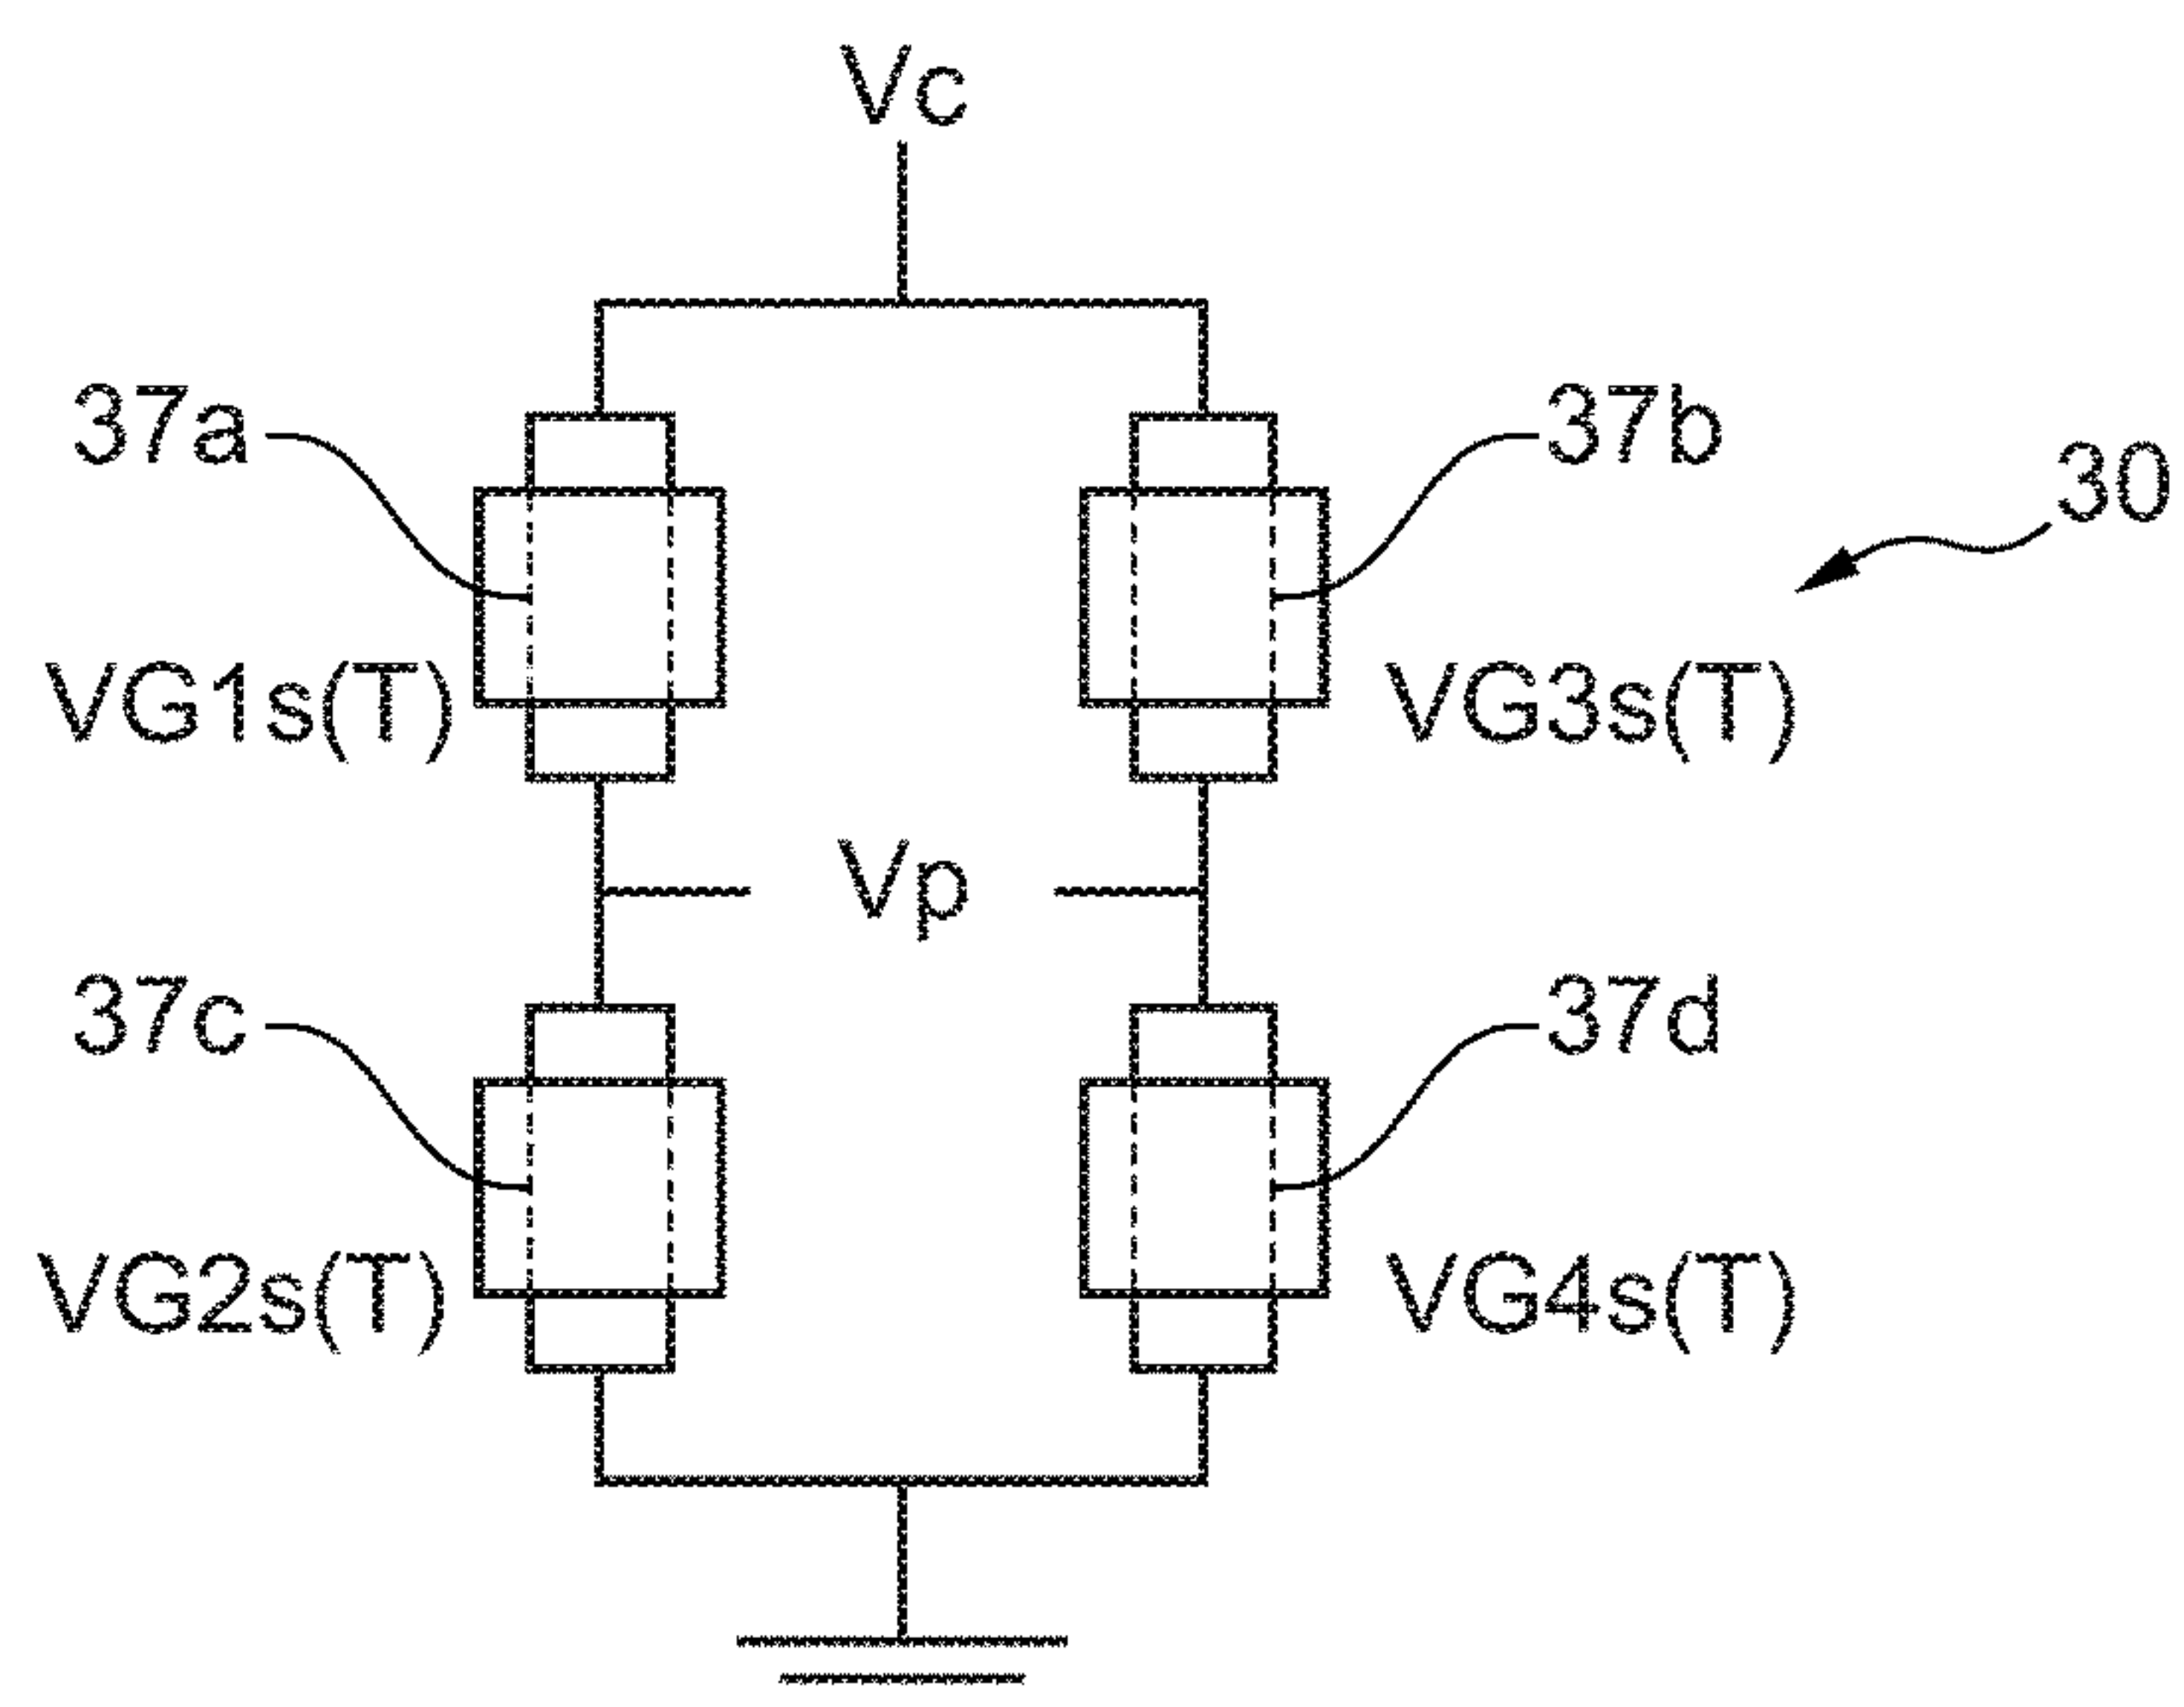 Vc
37a
37b
30
VG1s(T)
VG3s(T)
Vp
37c
37d
VG2s(T)
VG4s(T)